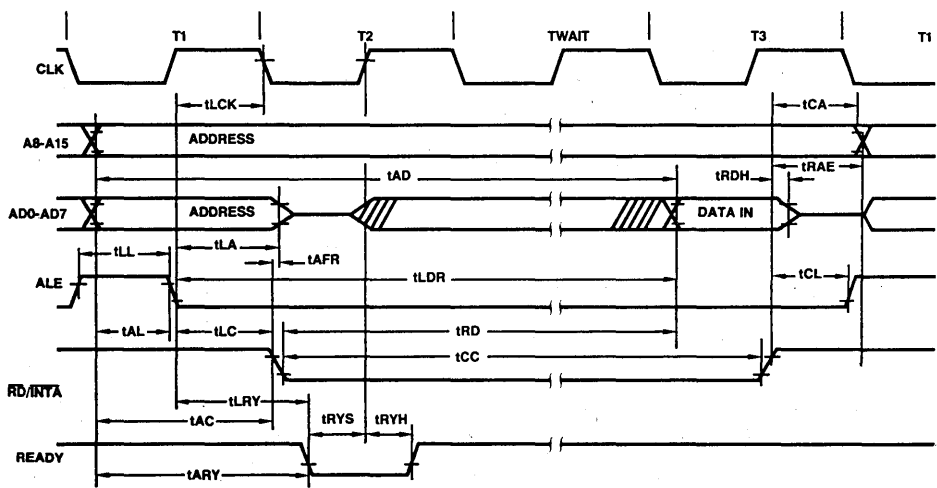 T1 T2 TWAIT T3 T1
CLK
tLCK tCA
A8-A15 ADDRESS
tRAE
tAD tRDH
AD0-AD7 ADDRESS DATA IN
tLA
tLL tAFR
ALE tLDR tCL
tAL tLC tRD
tCC
RD/INTA
tLRY
tAC tRYS tRYH
READY
tARY